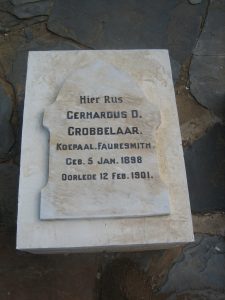 Hier Rus
GERHARDUS D.
GROBBELAAR.
KOEPAAL. FAURESMITH.
GEB. 5 JAN. 1898
OORLEDE 12 FEB. 1901.